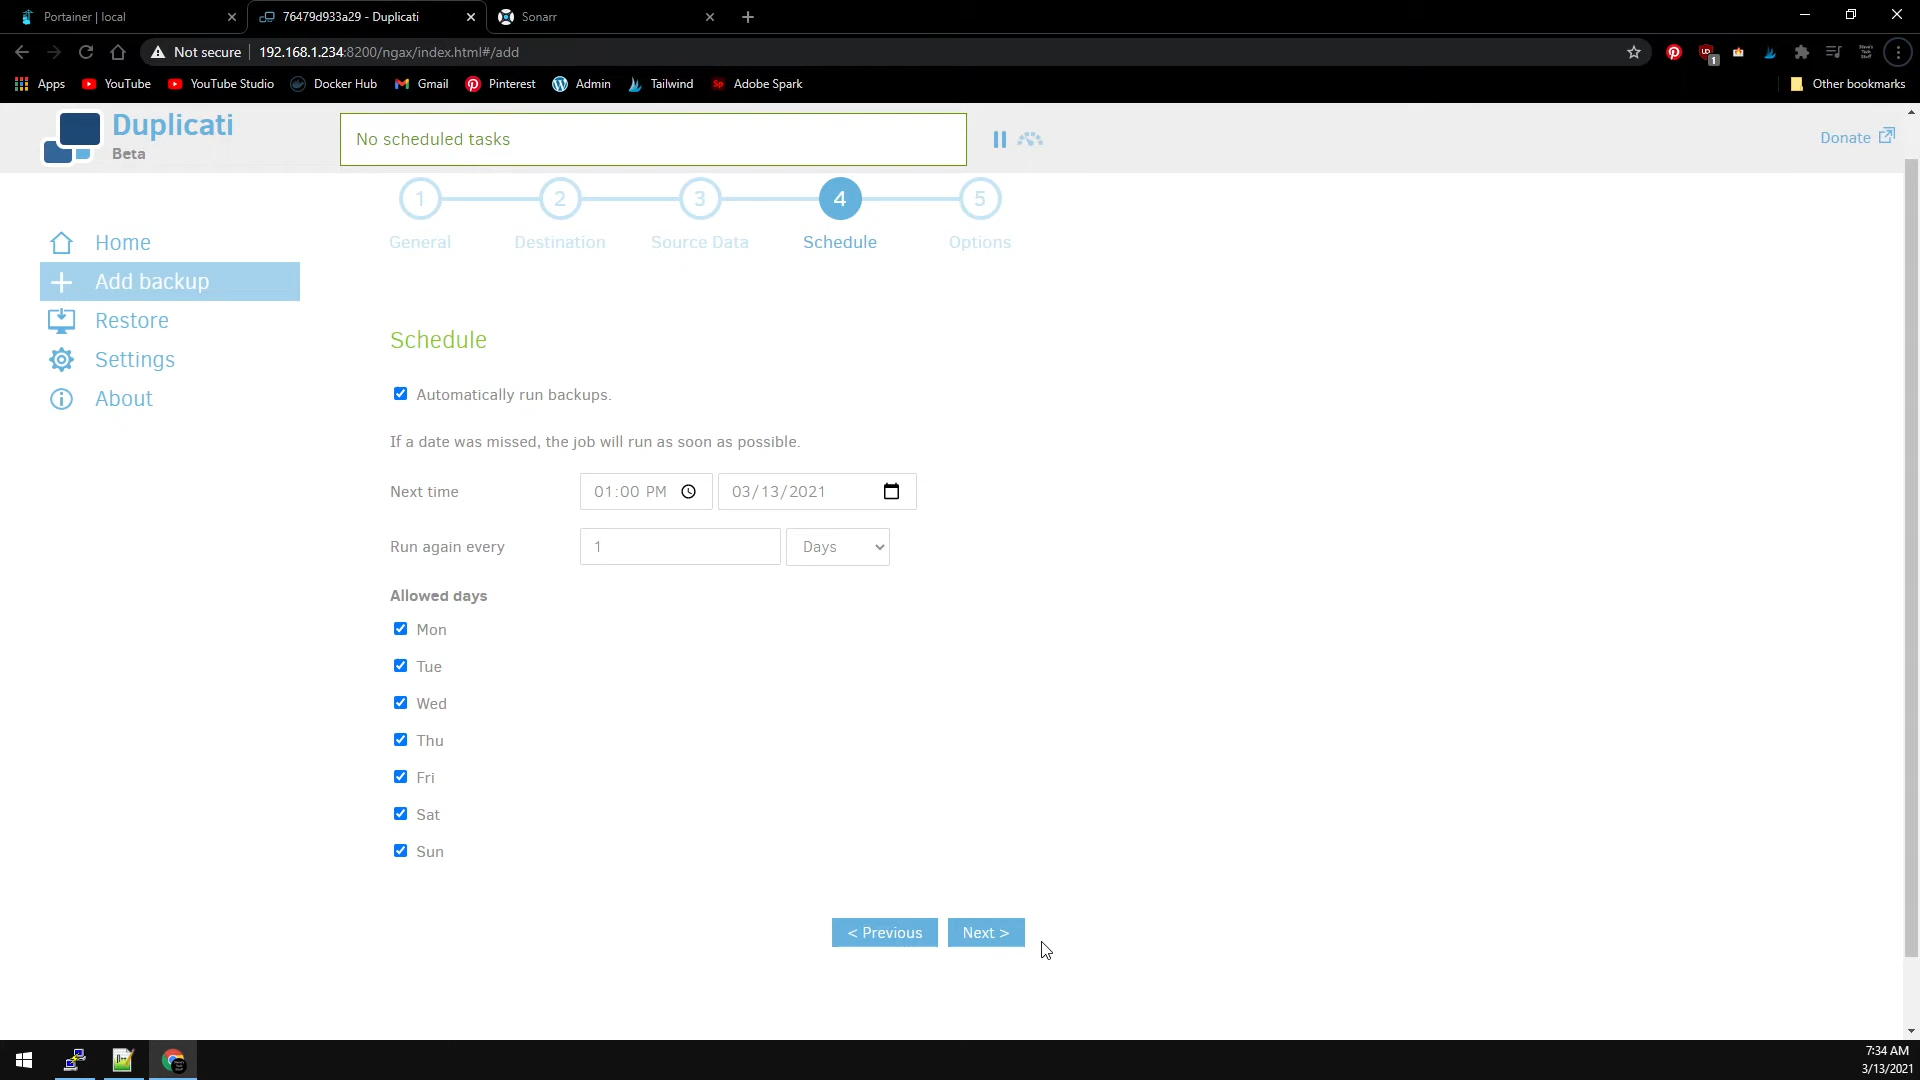 Portainer | local
76479d933a29 - Duplicati
Sonarr
Not secure
192.168.1.234:8200/ngax/index.html#/add
Apps
YouTube
YouTube Studio
Docker Hub
Gmail
Pinterest
Admin
Tailwind
Sp
Adobe Spark
Other bookmarks
1
Duplicati
Beta
No scheduled tasks
Donate
1
2
3
4
5
General
Destination
Source Data
Schedule
Options
Home
Add backup
Restore
Settings
About
Schedule
Automatically run backups.
If a date was missed, the job will run as soon as possible.
Next time
01:00 PM
03/13/2021
Run again every
1
Days
Allowed days
Mon
Tue
Wed
Thu
Fri
Sat
Sun
< Previous
Next >
7:34 AM
3/13/2021